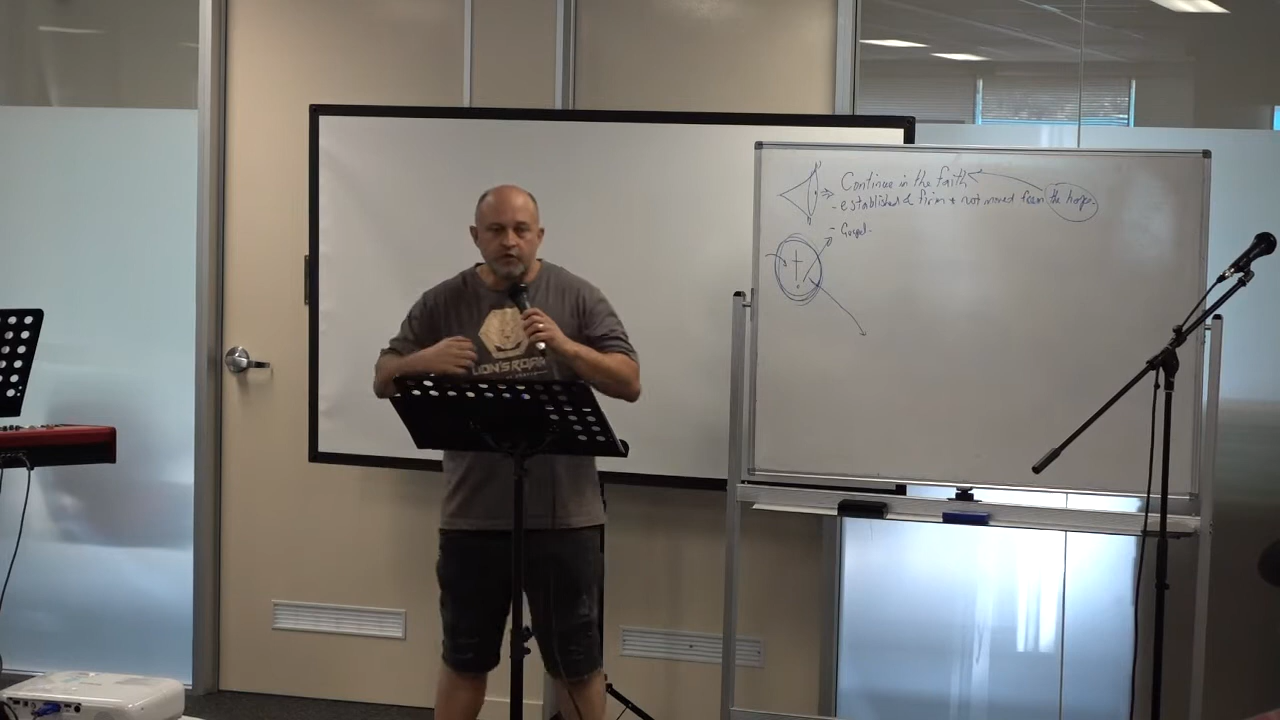 Continue in the faith
- established & firm + not moved from the hope.
- Gospel.
LION'S ROAR